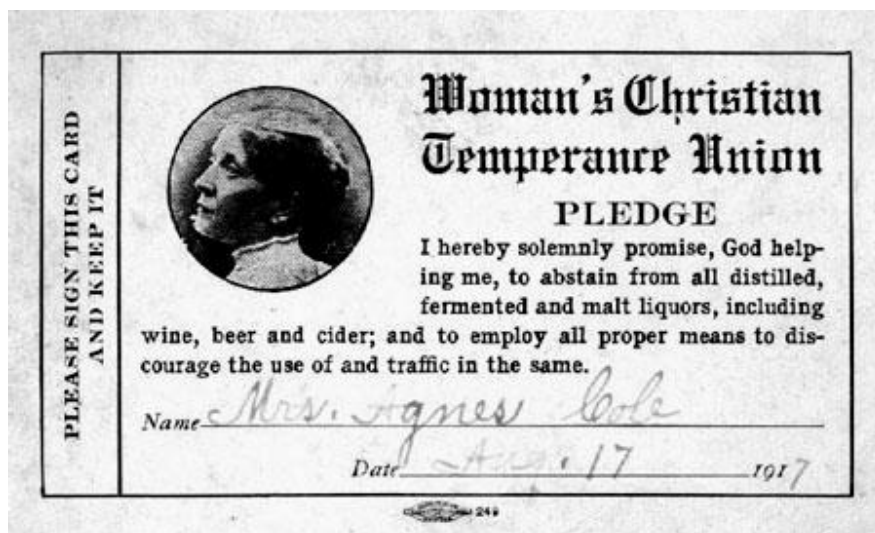 PLEASE SIGN THIS CARD
AND KEEP IT
Woman's Christian
Temperance Union
PLEDGE
I hereby solemnly promise, God help-
ing me, to abstain from all distilled,
fermented and malt liquors, including
wine, beer and cider; and to employ all proper means to dis-
courage the use of and traffic in the same.
Name Mrs. Agnes Cole
Date Aug. 17 1917
249